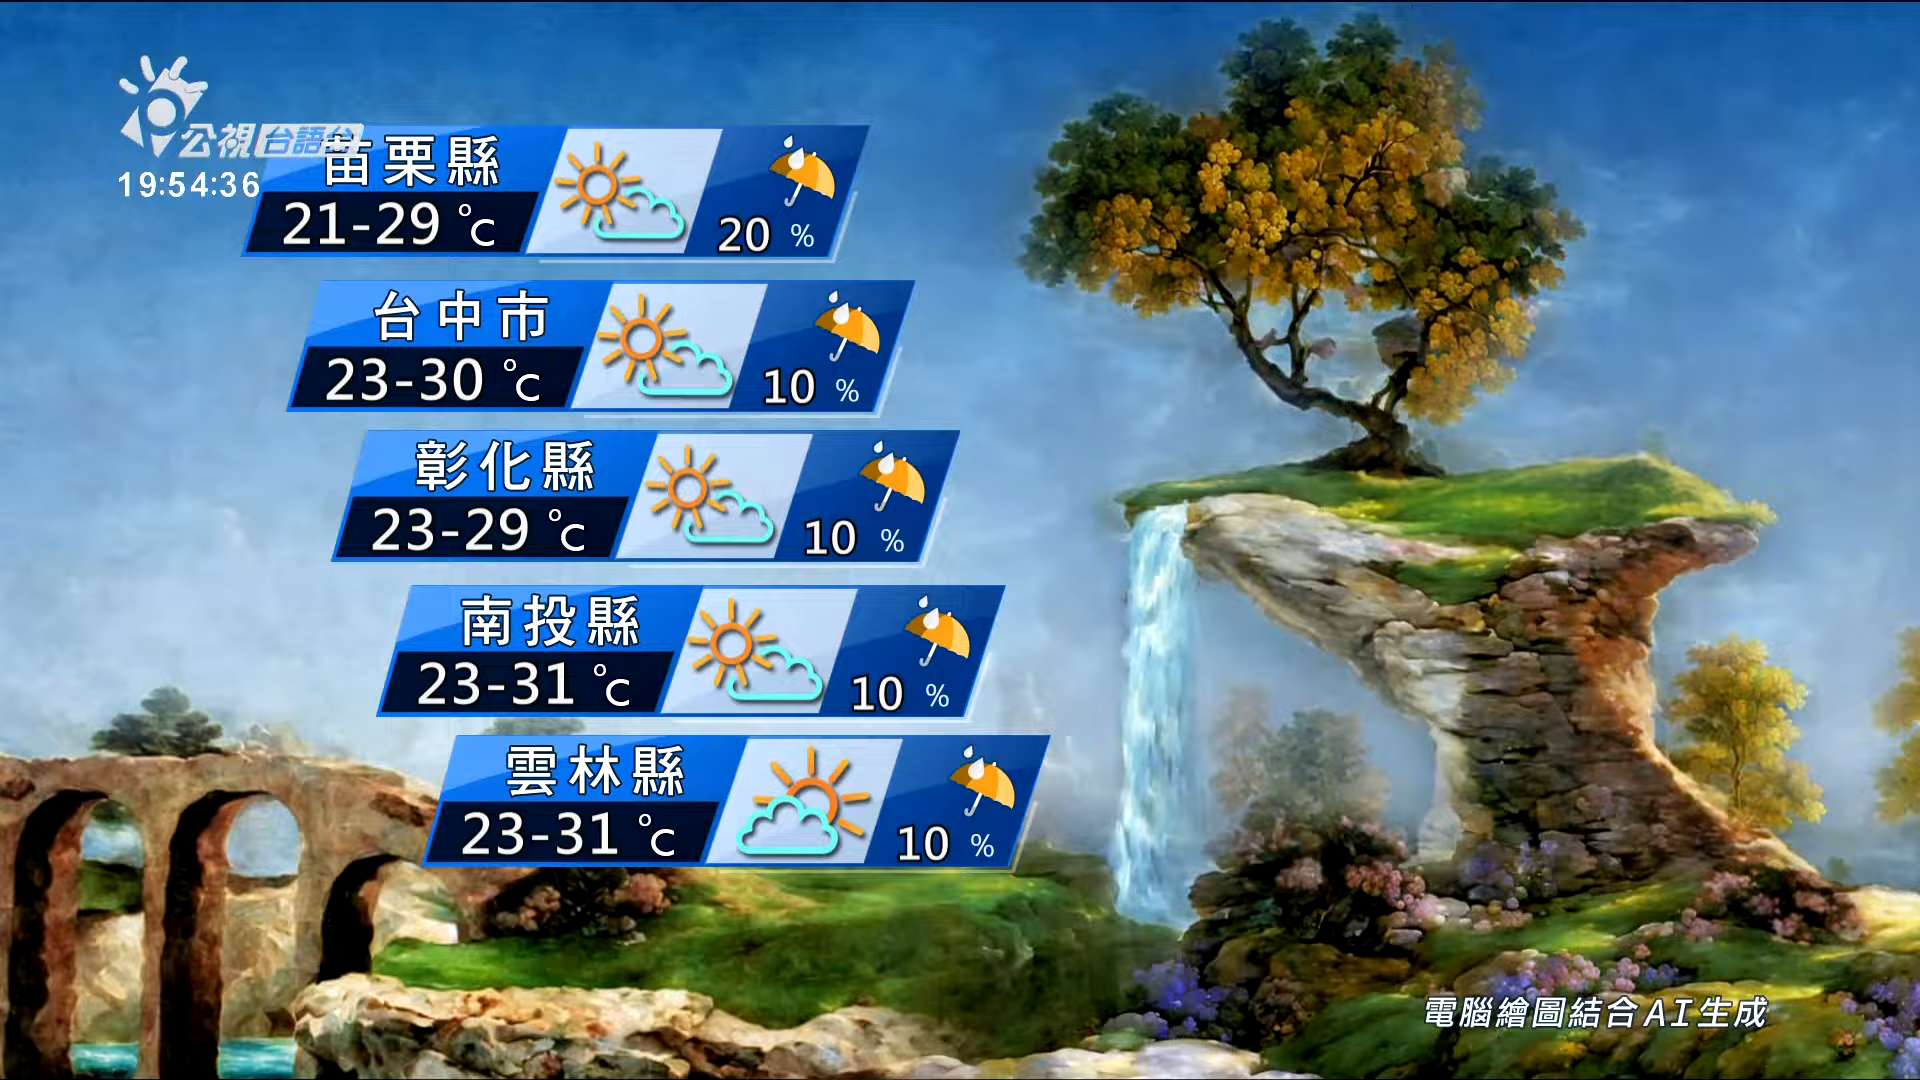 公視台語台
19:54:36
苗栗縣
21-29 ℃
20 %
台中市
23-30 ℃
10 %
彰化縣
23-29 ℃
10 %
南投縣
23-31 ℃
10 %
雲林縣
23-31 ℃
10 %
電腦繪圖結合AI生成